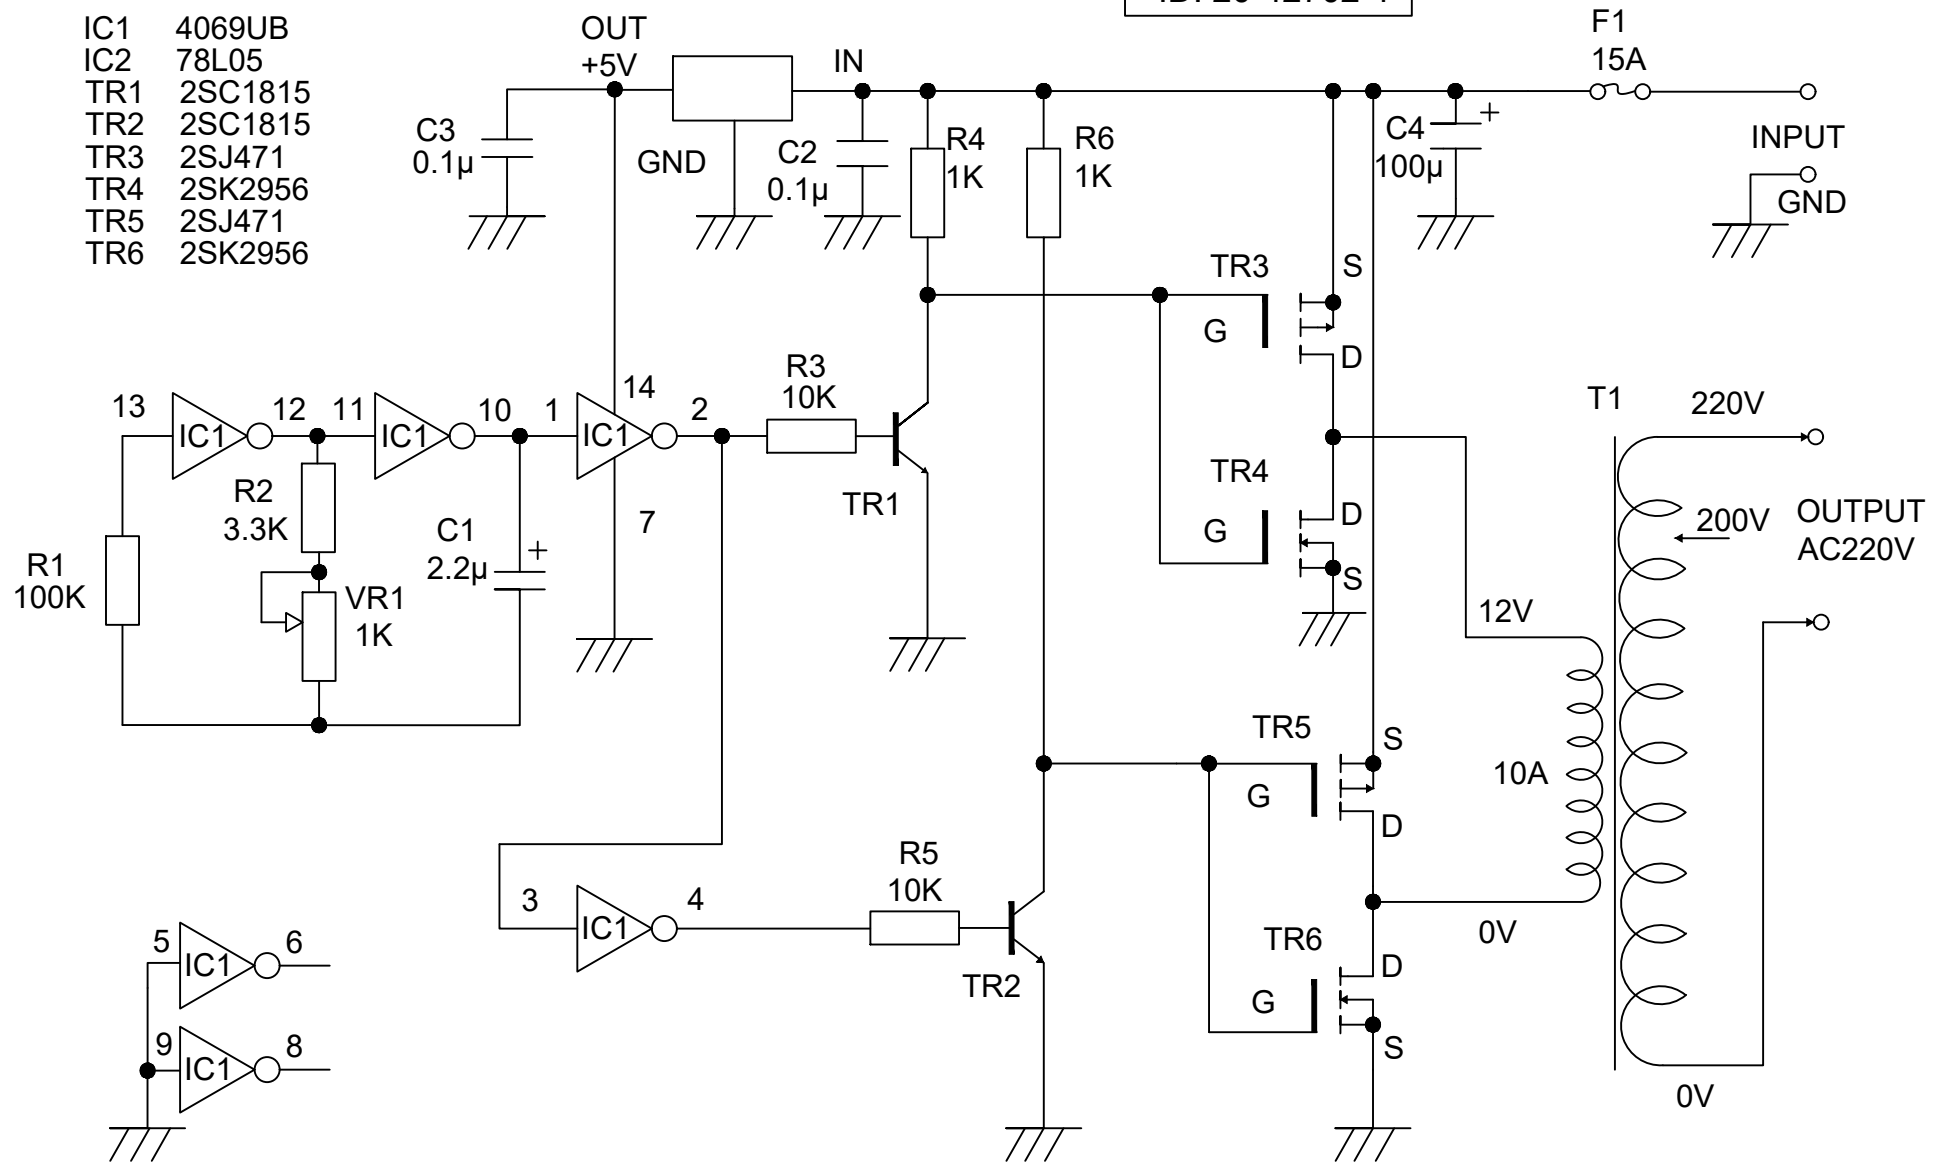 IC1 4069UB
IC2 78L05
TR1 2SC1815
TR2 2SC1815
TR3 2SJ471
TR4 2SK2956
TR5 2SJ471
TR6 2SK2956
OUT
+5V
IN
GND
C3
0.1µ
C2
0.1µ
R4
1K
R6
1K
C4
100µ
+
F1
15A
INPUT
GND
TR3
S
G
D
TR4
D
G
S
13
IC1
12
11
IC1
10
1
IC1
14
2
7
R3
10K
TR1
R2
3.3K
C1
2.2µ
+
R1
100K
VR1
1K
T1
220V
200V
OUTPUT
AC220V
12V
10A
0V
0V
TR5
S
G
D
TR6
D
G
S
3
IC1
4
R5
10K
TR2
5
IC1
6
9
IC1
8